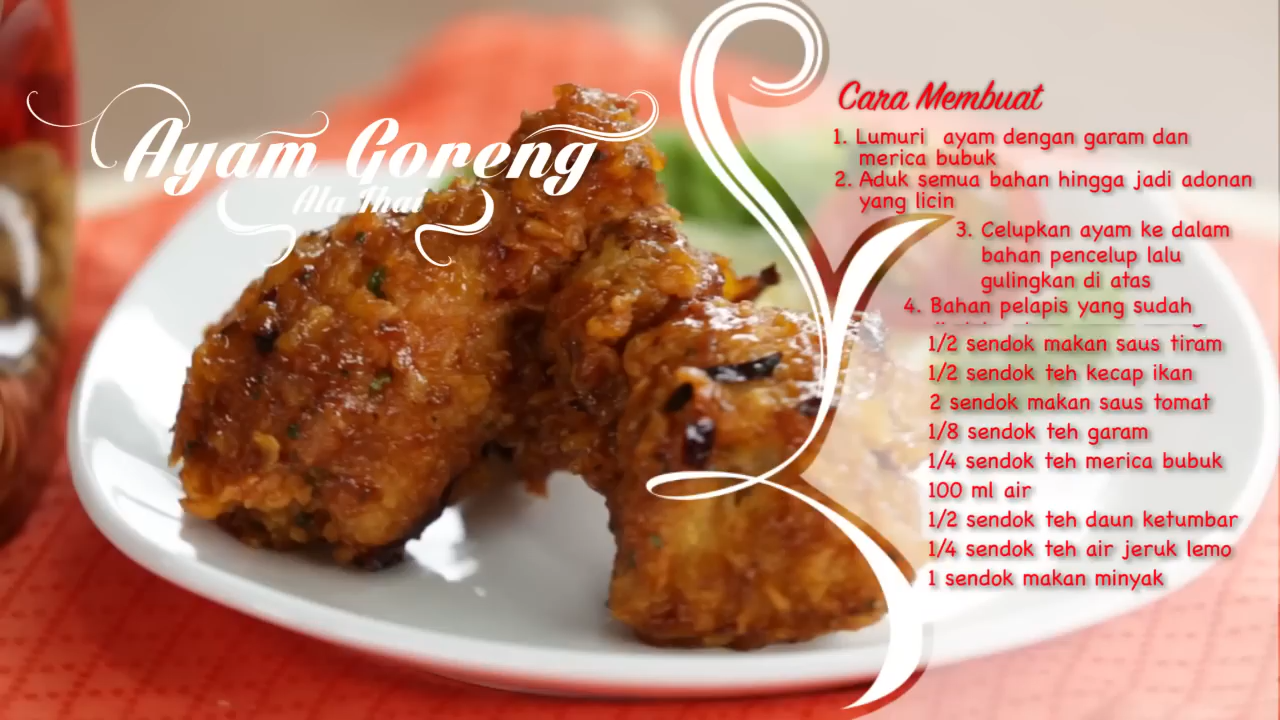 Ayam Goreng
Ala Thai
Cara Membuat
1. Lumuri ayam dengan garam dan
merica bubuk
2. Aduk semua bahan hingga jadi adonan
yang licin
3. Celupkan ayam ke dalam
bahan pencelup lalu
gulingkan di atas
4. Bahan pelapis yang sudah
1/2 sendok makan saus tiram
1/2 sendok teh kecap ikan
2 sendok makan saus tomat
1/8 sendok teh garam
1/4 sendok teh merica bubuk
100 ml air
1/2 sendok teh daun ketumbar
1/4 sendok teh air jeruk lemo
1 sendok makan minyak